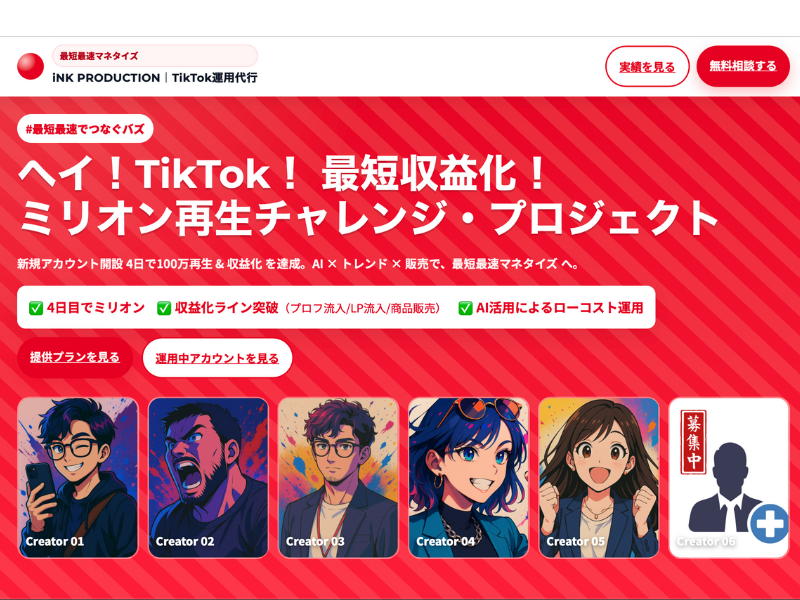 最短最速マネタイズ
iNK PRODUCTION｜TikTok運用代行
実績を見る
無料相談する
#最短最速でつなぐバズ
ヘイ！TikTok！ 最短収益化！
ミリオン再生チャレンジ・プロジェクト
新規アカウント開設 4日で100万再生 & 収益化 を達成。AI × トレンド × 販売で、最短最速マネタイズ へ。
✅ 4日目でミリオン ✅ 収益化ライン突破（プロフ流入/LP流入/商品販売） ✅ AI活用によるローコスト運用
提供プランを見る
運用中アカウントを見る
募集中
Creator 01
Creator 02
Creator 03
Creator 04
Creator 05
Creator 06